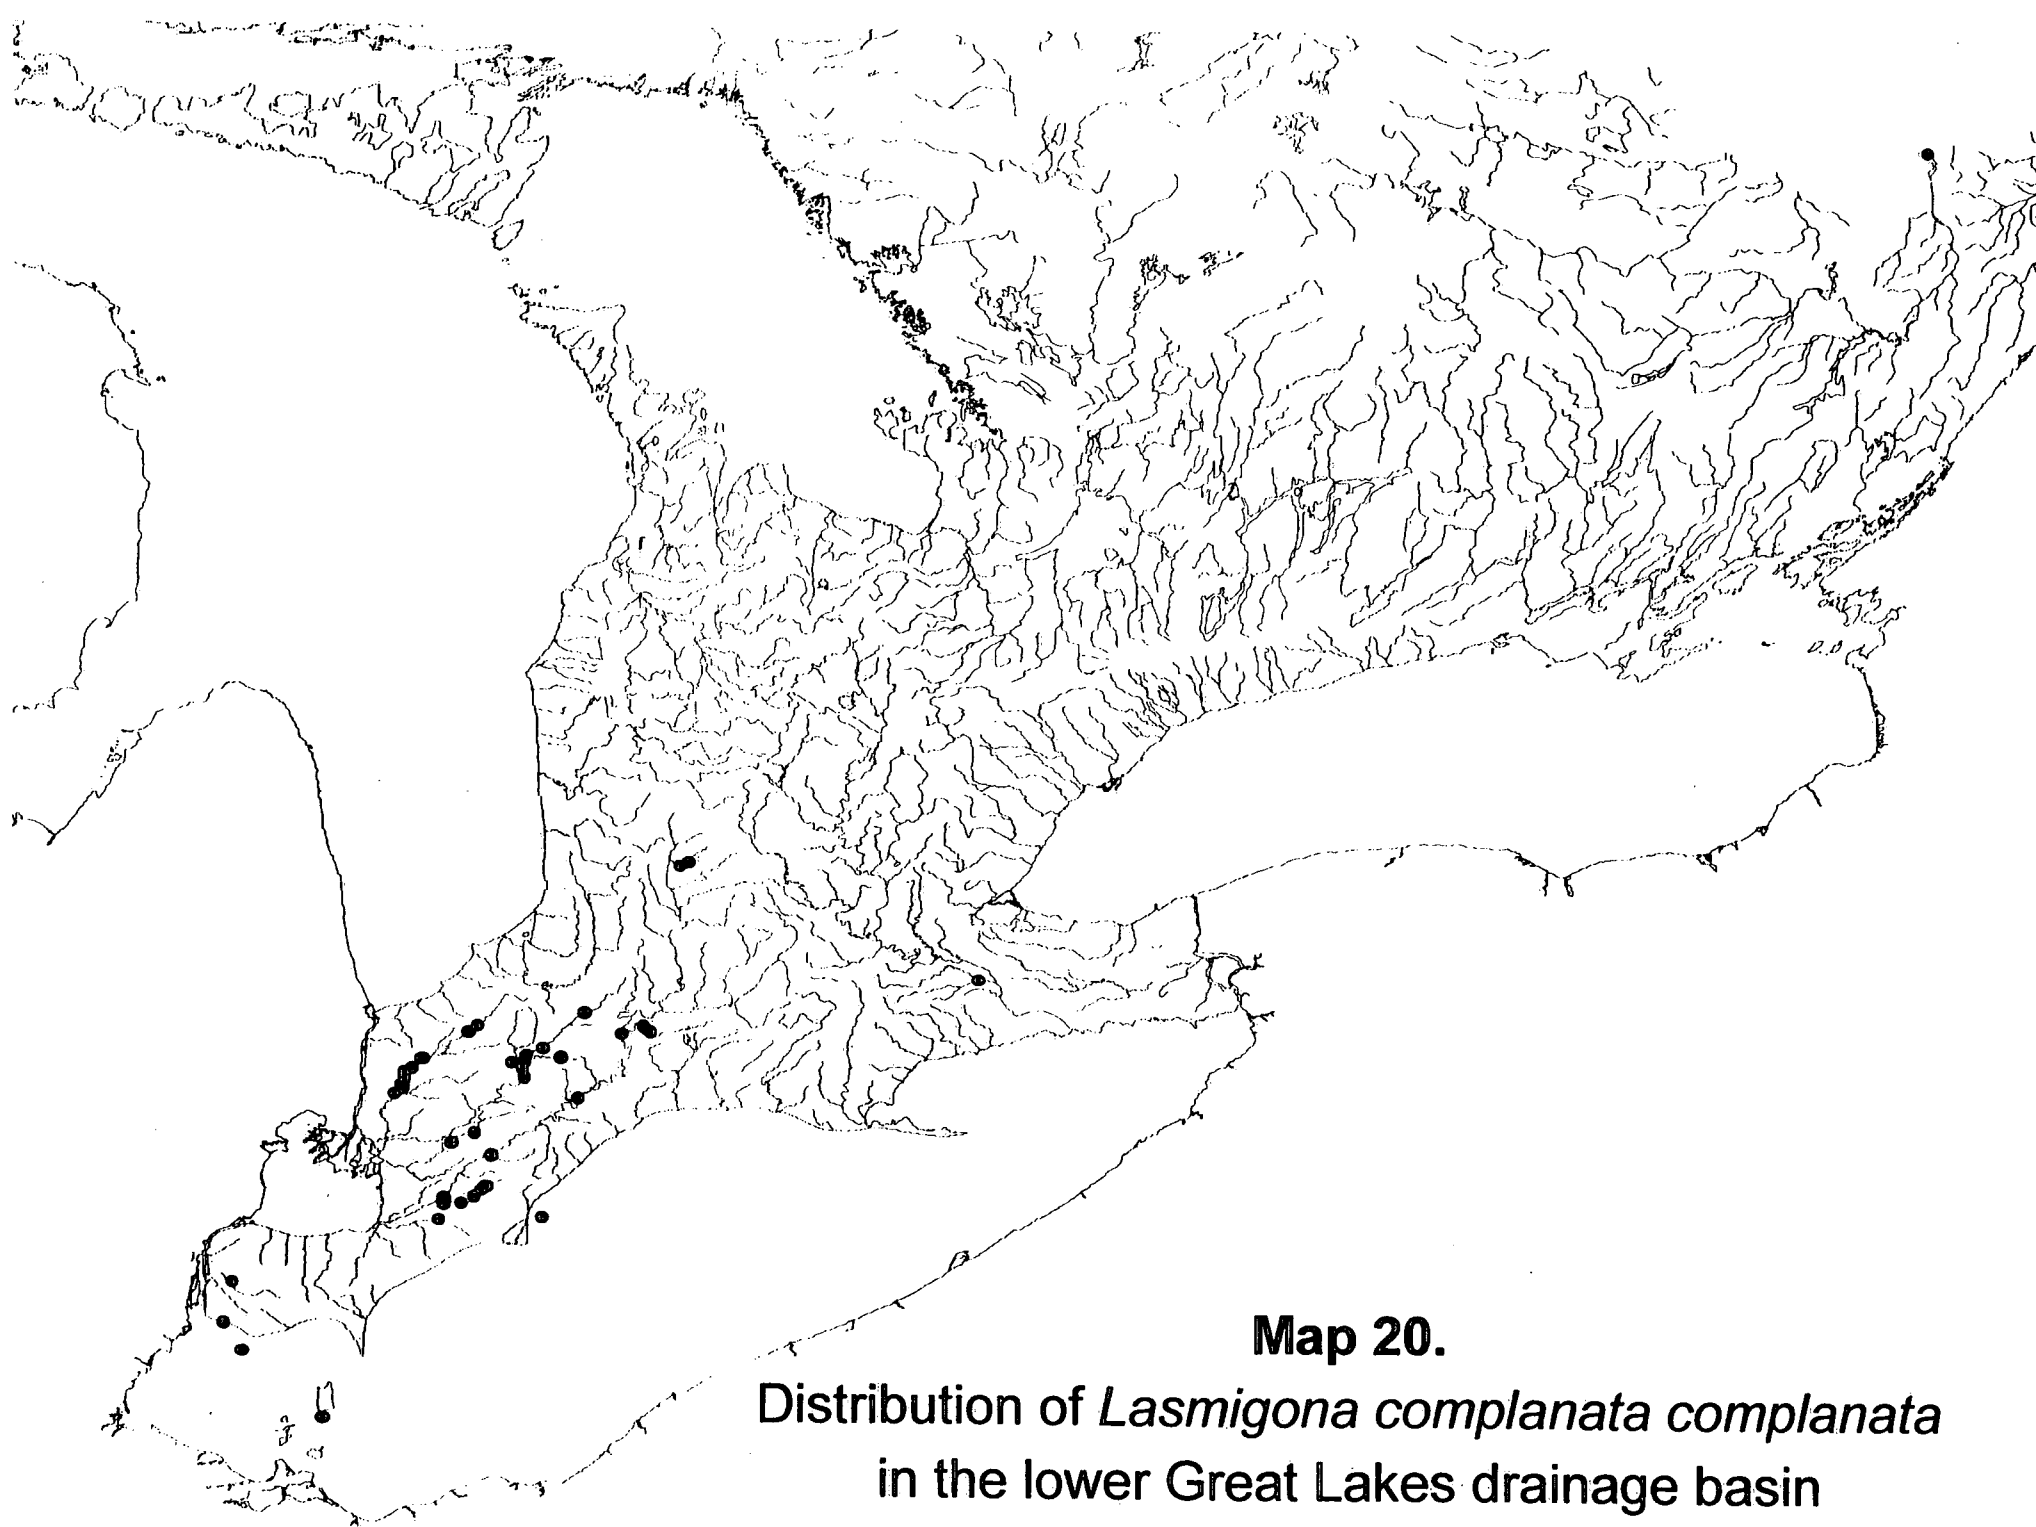 Map 20.
Distribution of Lasmigona complanata complanata
in the lower Great Lakes drainage basin